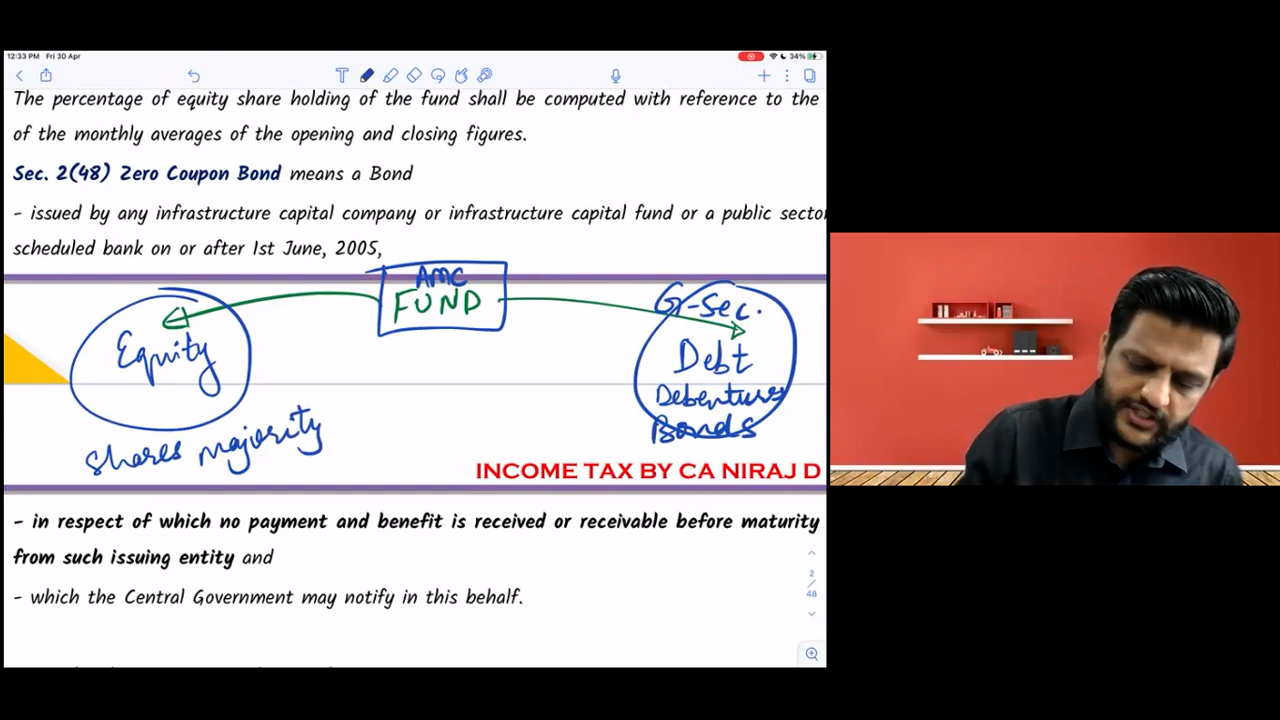 12:33 PM Fri 30 Apr
34%
The percentage of equity share holding of the fund shall be computed with reference to the
of the monthly averages of the opening and closing figures.
Sec. 2(48) Zero Coupon Bond means a Bond
- issued by any infrastructure capital company or infrastructure capital fund or a public sector
scheduled bank on or after 1st June, 2005,
AMC
FUND
G-Sec.
Equity
Debt
Debentures
Bonds
shares majority
INCOME TAX BY CA NIRAJ D
- in respect of which no payment and benefit is received or receivable before maturity
from such issuing entity and
2
/
48
- which the Central Government may notify in this behalf.